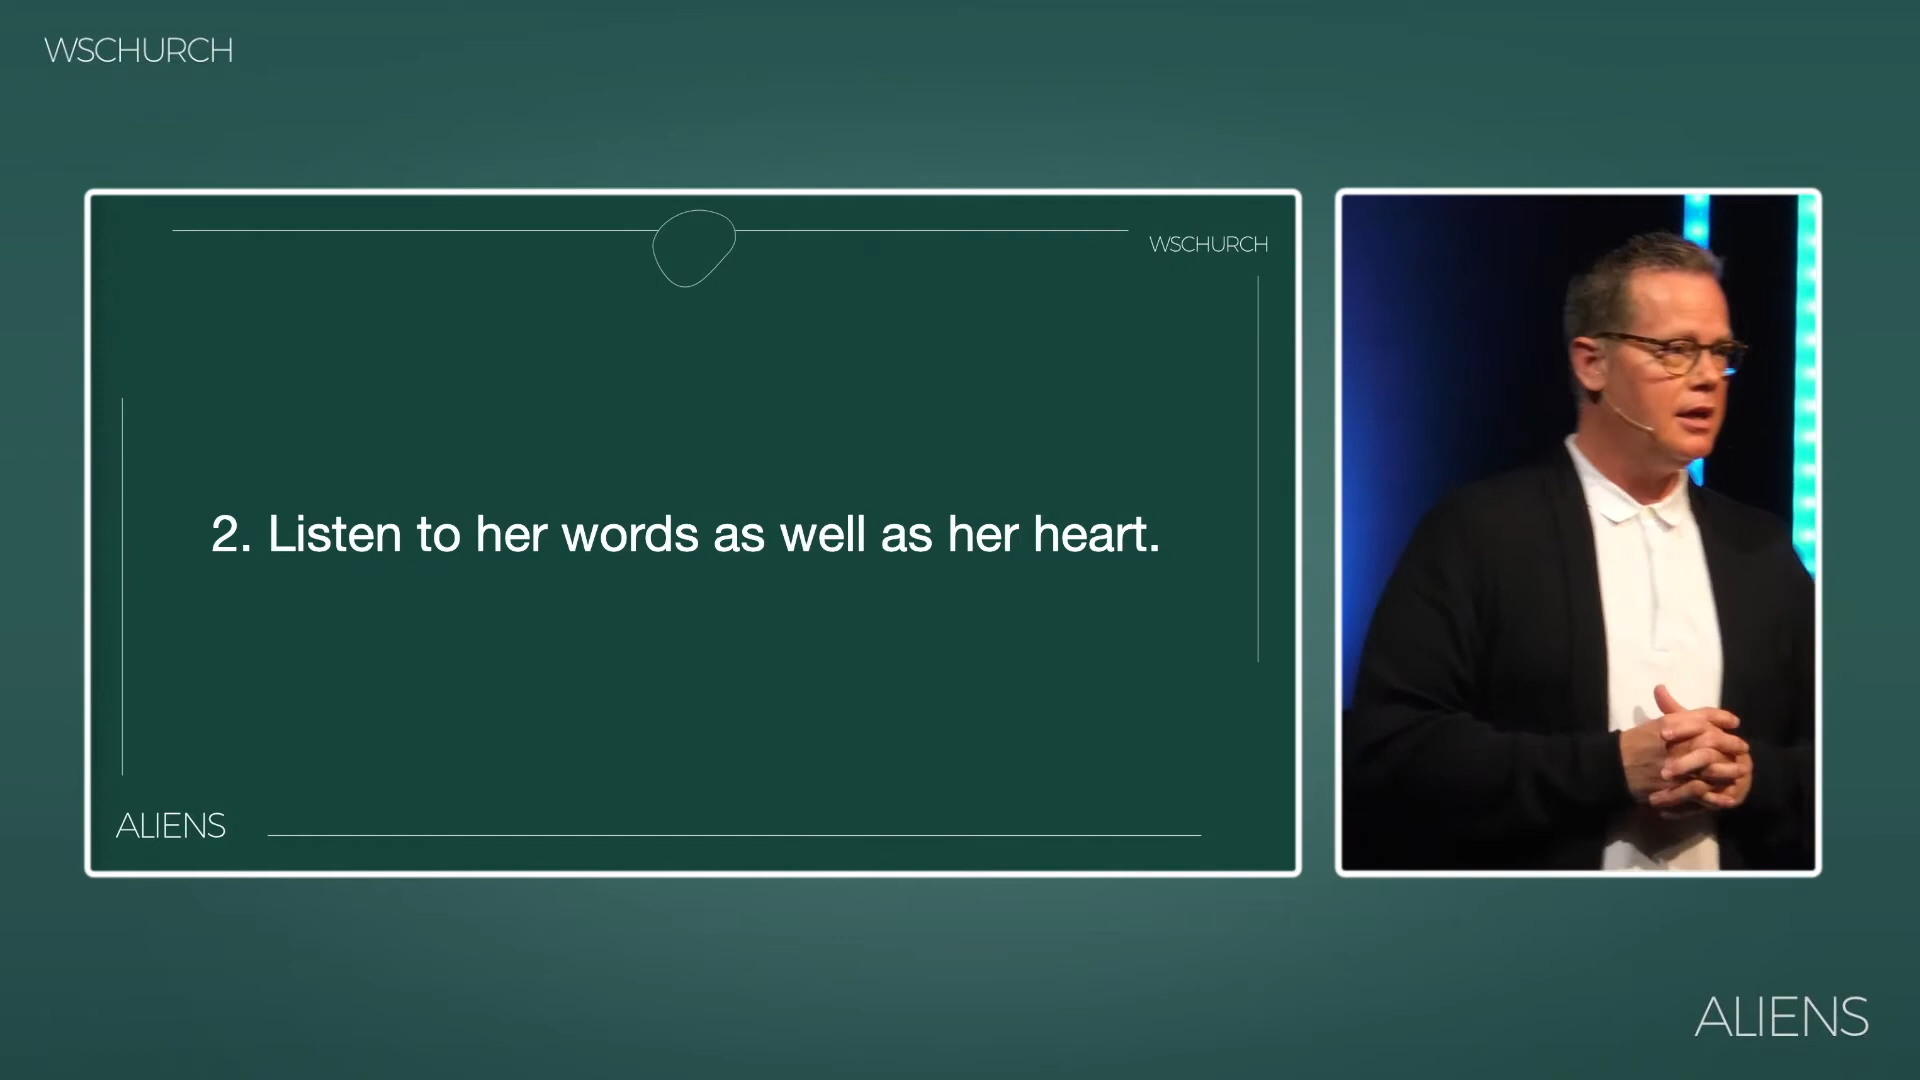 WSCHURCH
WSCHURCH
2. Listen to her words as well as her heart.
ALIENS
ALIENS